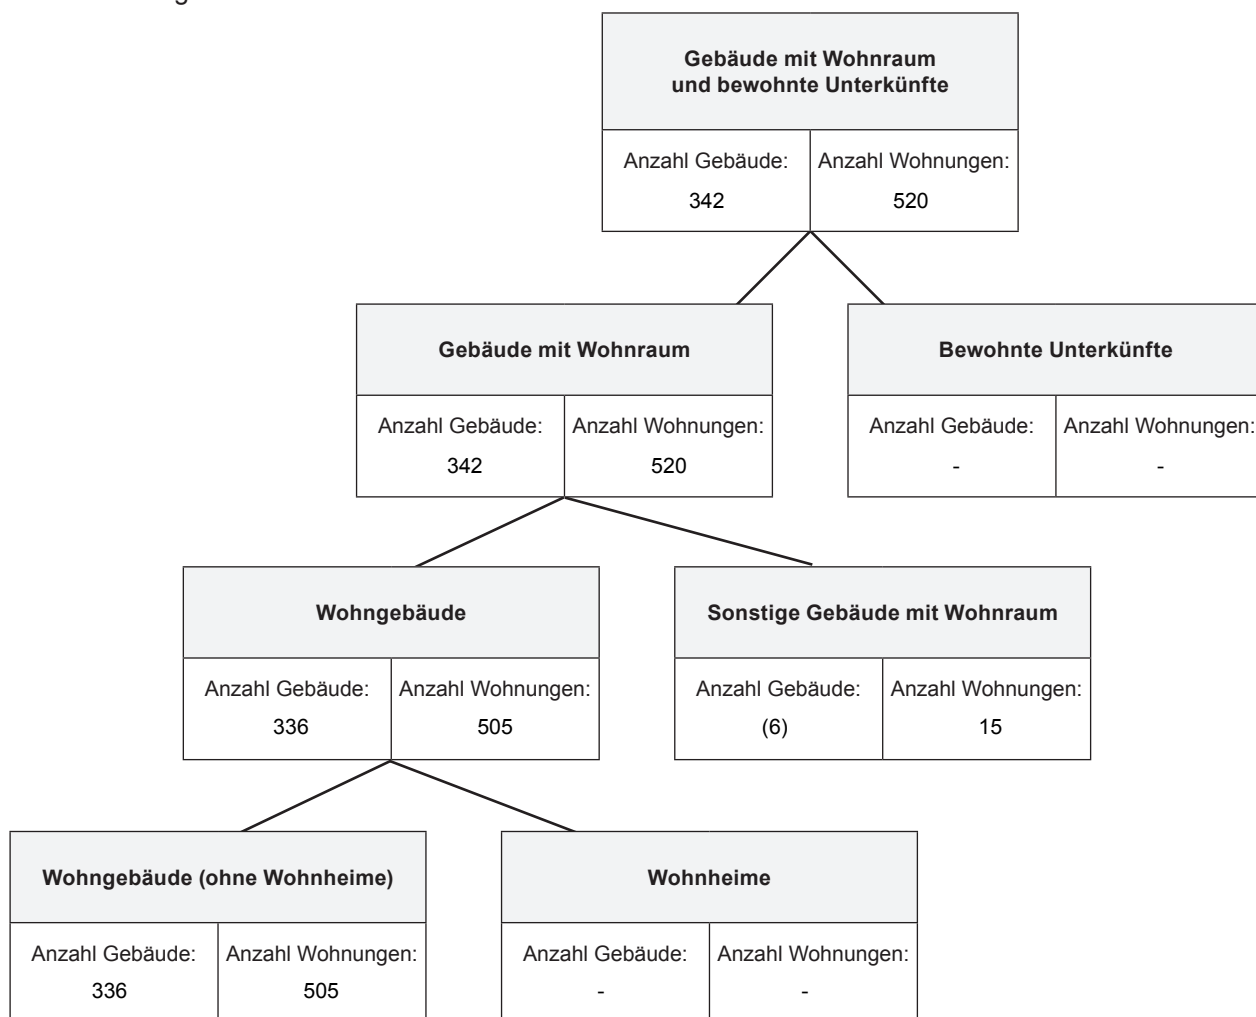 Gebäude mit Wohnraum
und bewohnte Unterkünfte
Anzahl Gebäude: Anzahl Wohnungen:
342 520
Gebäude mit Wohnraum
Anzahl Gebäude: Anzahl Wohnungen:
342 520
Bewohnte Unterkünfte
Anzahl Gebäude: Anzahl Wohnungen:
- -
Wohngebäude
Anzahl Gebäude: Anzahl Wohnungen:
336 505
Sonstige Gebäude mit Wohnraum
Anzahl Gebäude: Anzahl Wohnungen:
(6) 15
Wohngebäude (ohne Wohnheime)
Anzahl Gebäude: Anzahl Wohnungen:
336 505
Wohnheime
Anzahl Gebäude: Anzahl Wohnungen:
- -